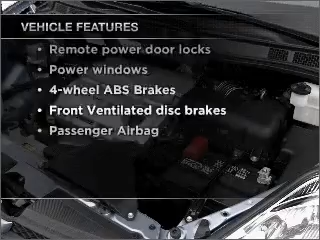 VEHICLE FEATURES
• Remote power door locks
• Power windows
• 4-wheel ABS Brakes
• Front Ventilated disc brakes
• Passenger Airbag